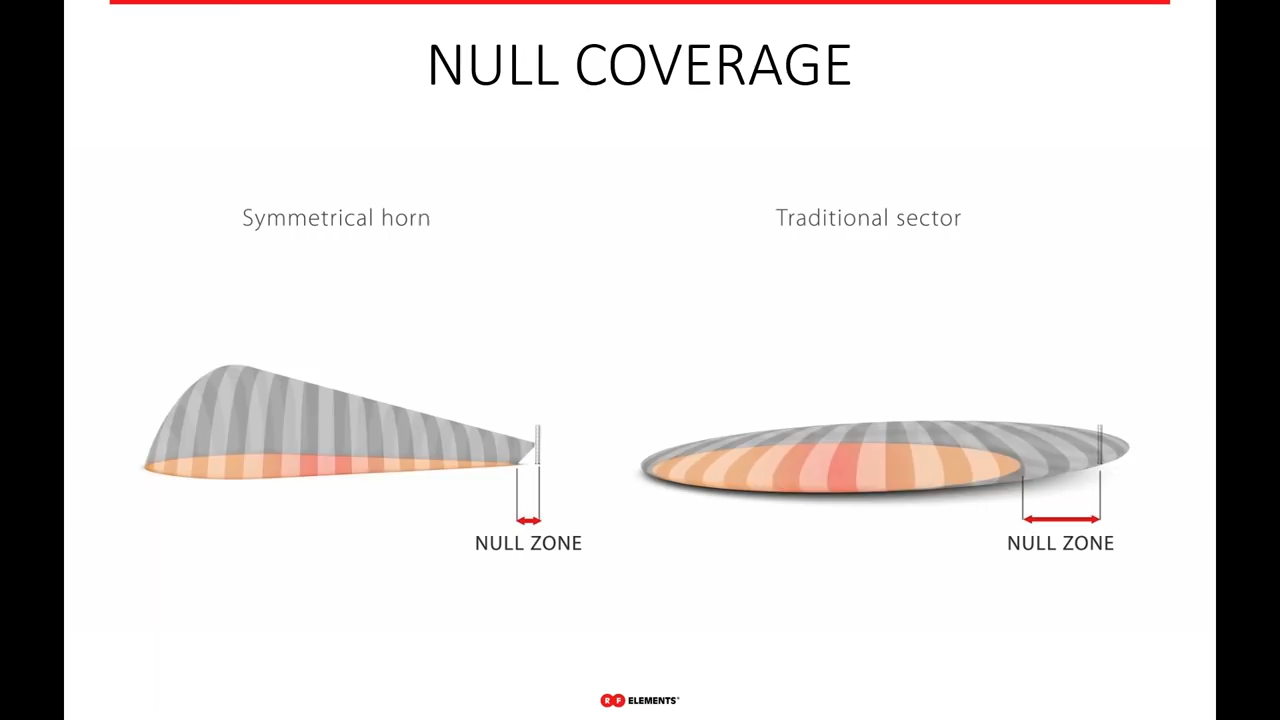 NULL COVERAGE
Symmetrical horn
Traditional sector
NULL ZONE
NULL ZONE
RF ELEMENTS®